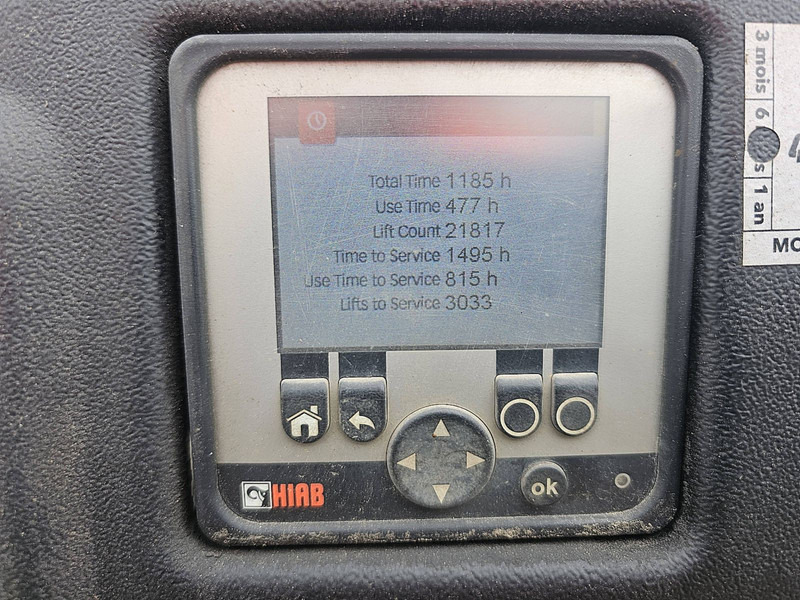 Total Time 1185 h
Use Time 477 h
Lift Count 21817
Time to Service 1495 h
Use Time to Service 815 h
Lifts to Service 3033
ok
HIAB
3 mois
6
s
1 an
MO